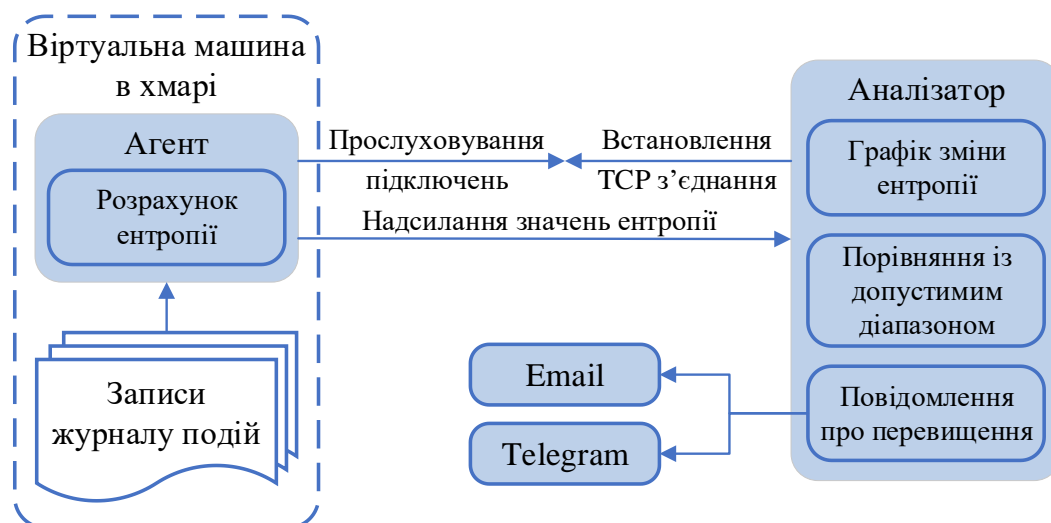 Віртуальна машина
в хмарі
Агент
Розрахунок
ентропії
Записи
журналу подій
Прослуховування
підключень
Встановлення
TCP з’єднання
Надсилання значень ентропії
Аналізатор
Графік зміни
ентропії
Порівняння із
допустимим
діапазоном
Повідомлення
про перевищення
Email
Telegram